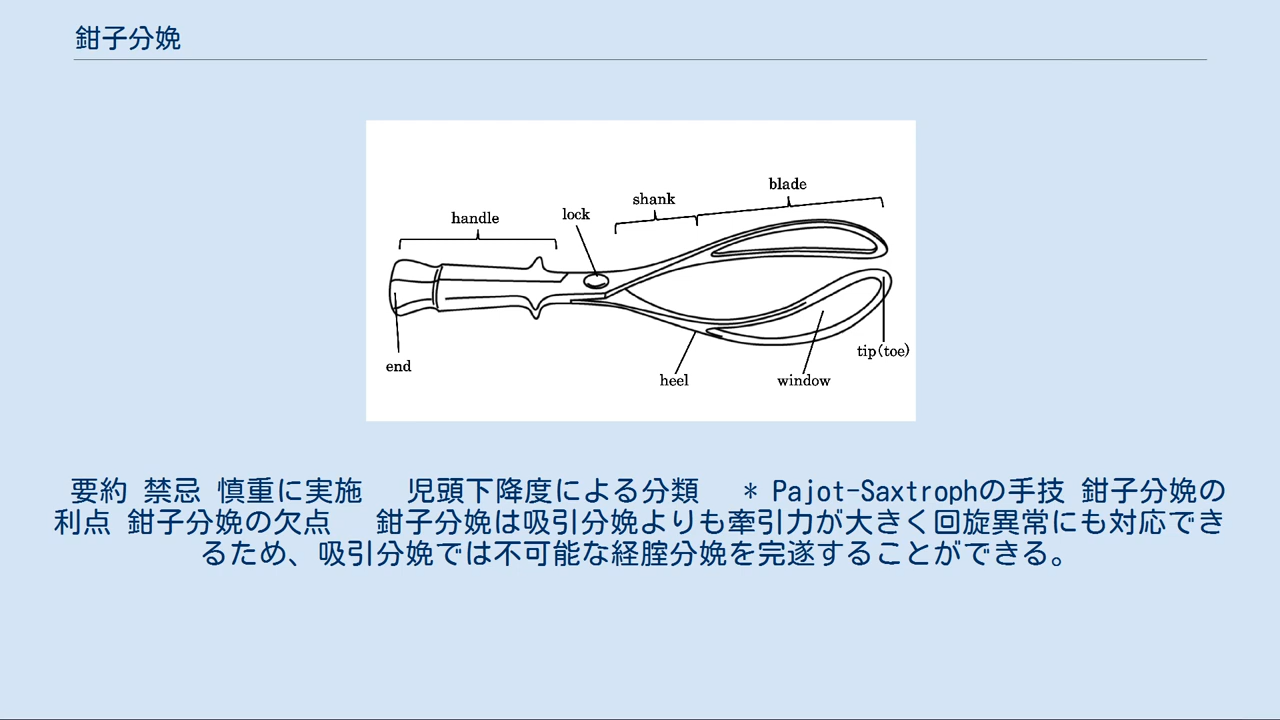 鉗子分娩
blade
shank
lock
handle
tip(toe)
end
heel
window
要約 禁忌 慎重に実施 児頭下降度による分類 * Pajot-Saxtrophの手技 鉗子分娩の
利点 鉗子分娩の欠点 鉗子分娩は吸引分娩よりも牽引力が大きく回旋異常にも対応でき
るため、吸引分娩では不可能な経腟分娩を完遂することができる。